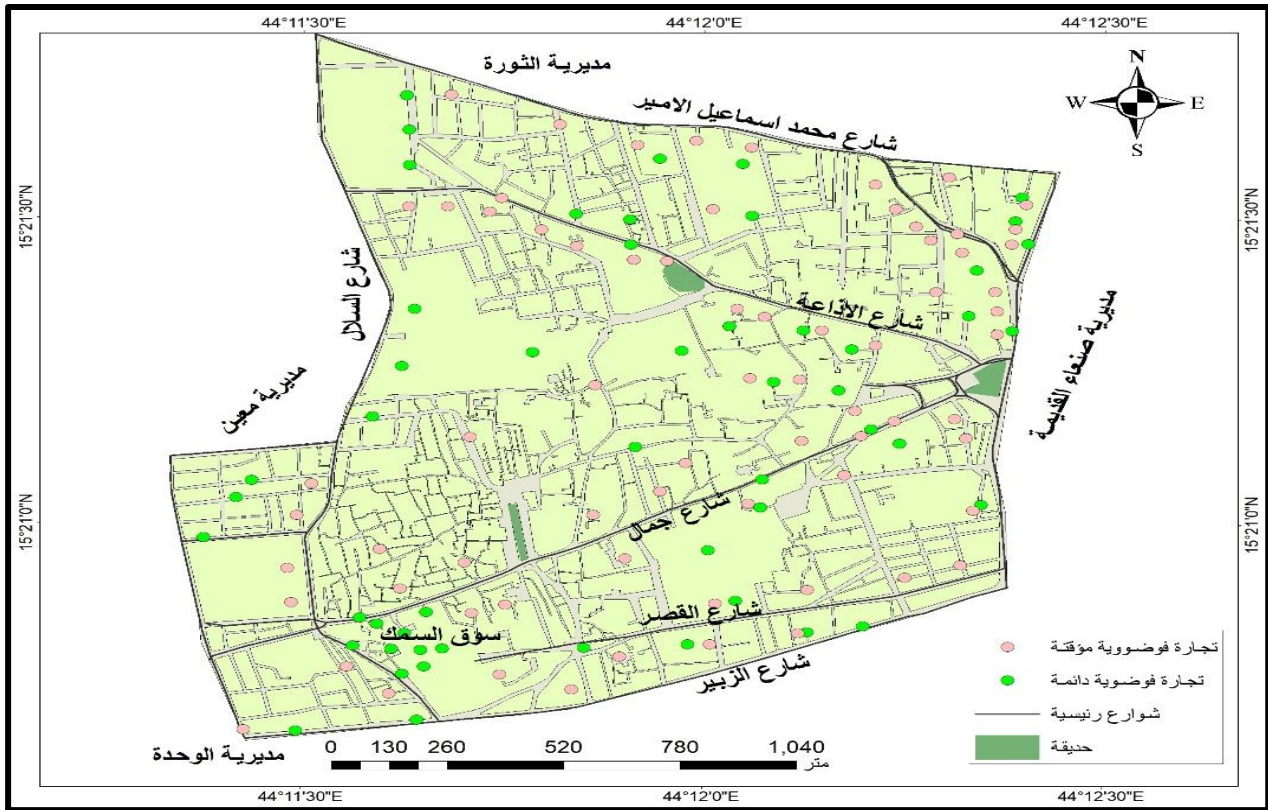 44°11'30"E 44°12'0"E 44°12'30"E
مديرية الثورة
N
W E
S
شارع محمد اسماعيل الامير
15°21'30"N 15°21'30"N
شارع السلال
شارع الاذاعة
مديرية صنعاء القديمة
مديرية معين
15°21'0"N 15°21'0"N
شارع جمال
شارع القصر
سوق السمك
شارع الزبير
تجارة فوضووية مؤقتة
تجارة فوضوية دائمة
شوارع رئيسية
حديقة
مديرية الوحدة
0 130 260 520 780 1,040
متر
44°11'30"E 44°12'0"E 44°12'30"E